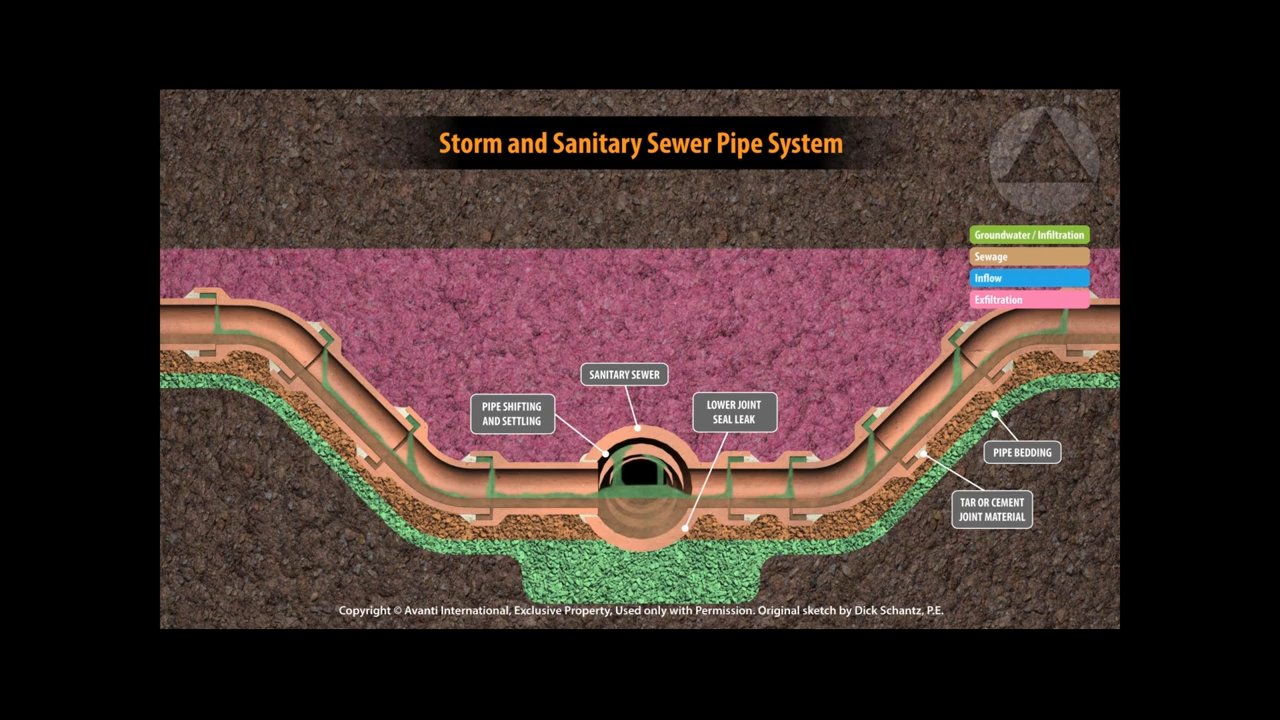 Storm and Sanitary Sewer Pipe System
Groundwater / Infiltration
Sewage
Inflow
Exfiltration
SANITARY SEWER
PIPE SHIFTING
AND SETTLING
LOWER JOINT
SEAL LEAK
PIPE BEDDING
TAR OR CEMENT
JOINT MATERIAL
Copyright © Avanti International, Exclusive Property, Used only with Permission. Original sketch by Dick Schantz, P.E.